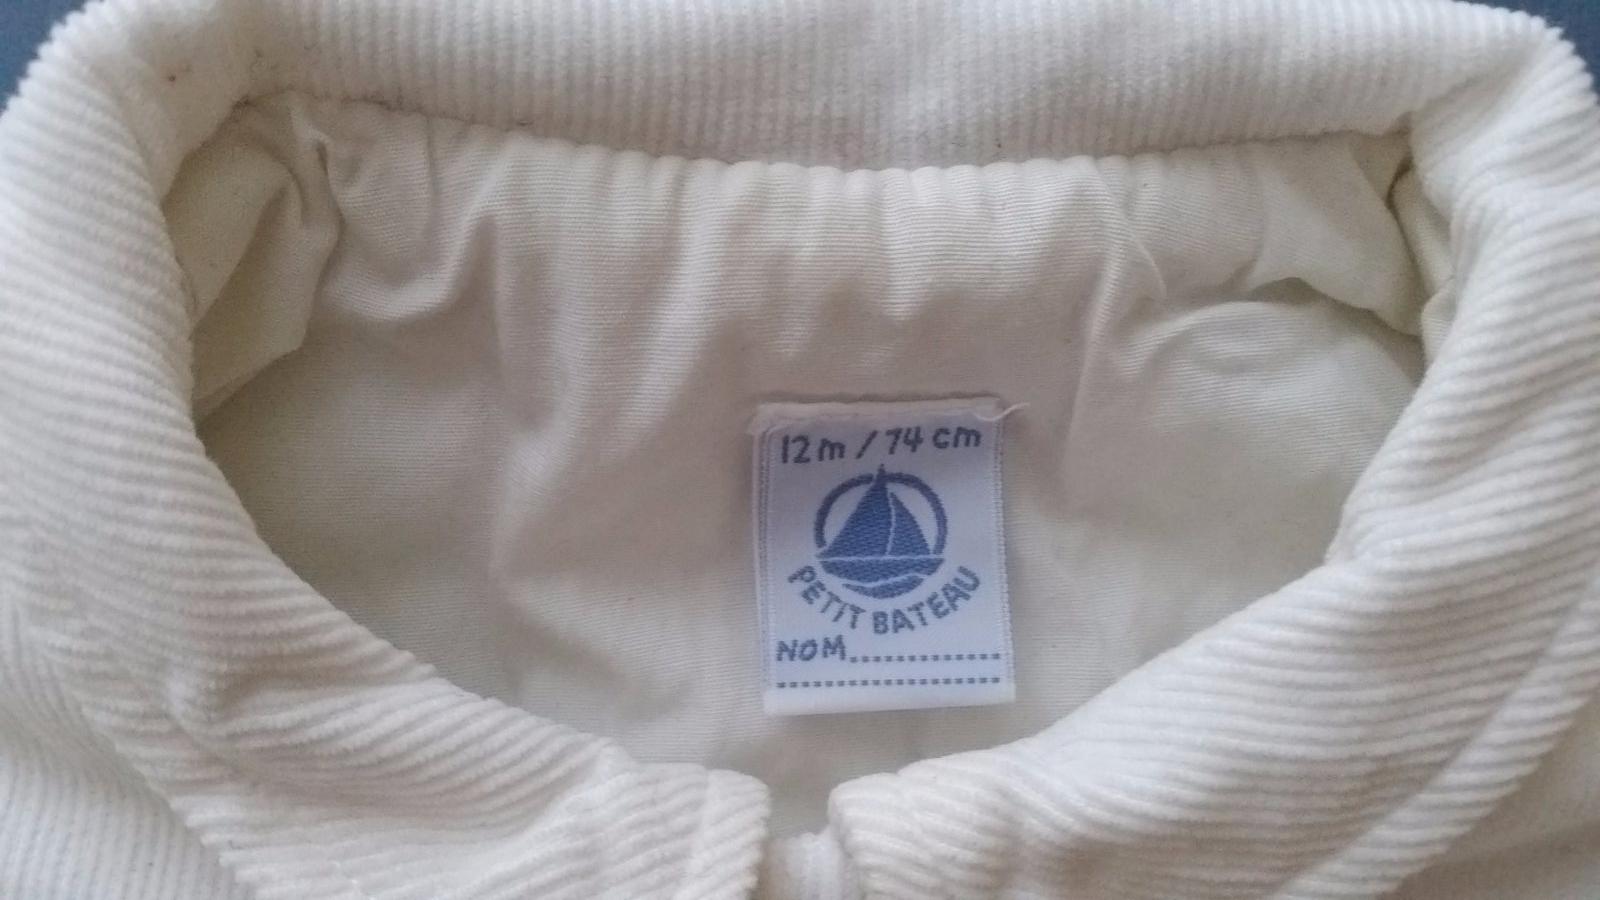 12m / 74 cm
PETIT BATEAU
NOM..............
........................